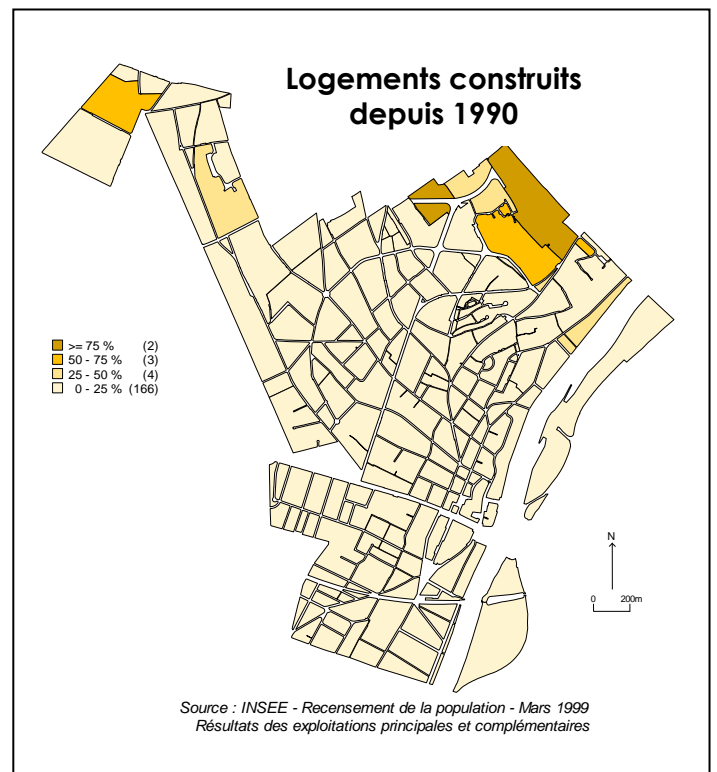 Logements construits
depuis 1990
>= 75 % (2)
50 - 75 % (3)
25 - 50 % (4)
0 - 25 % (166)
N
0 200m
Source : INSEE - Recensement de la population - Mars 1999
Résultats des exploitations principales et complémentaires